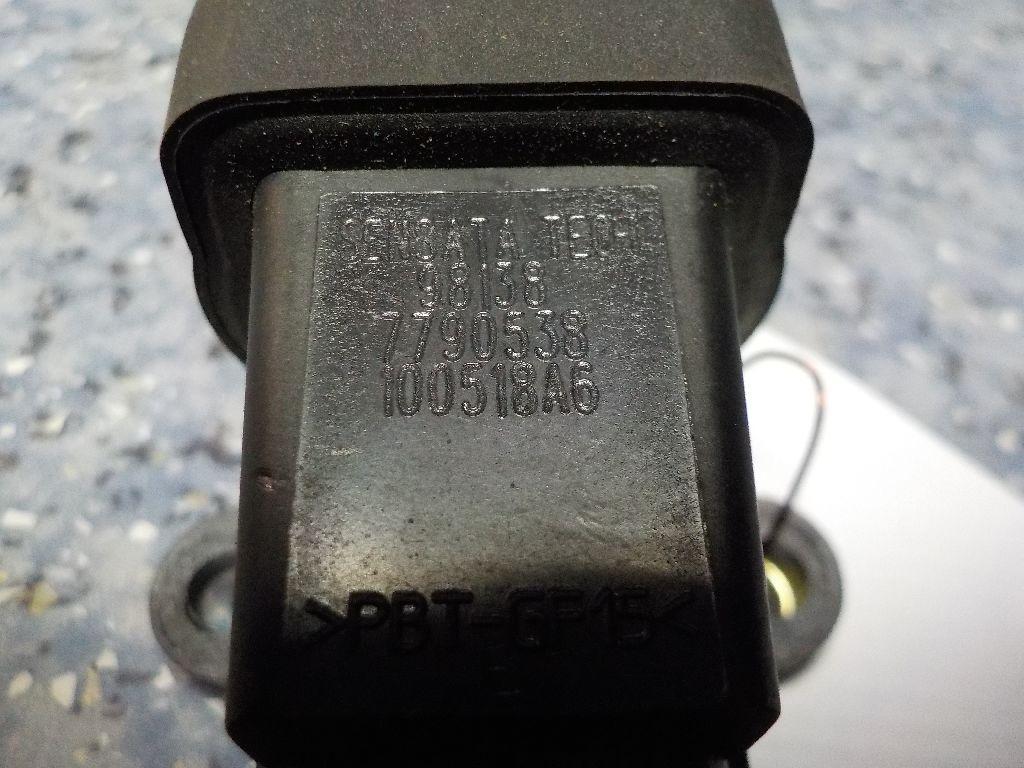 SENSATA TECH
98138
7790538
100518A6
>PBT-GF15<